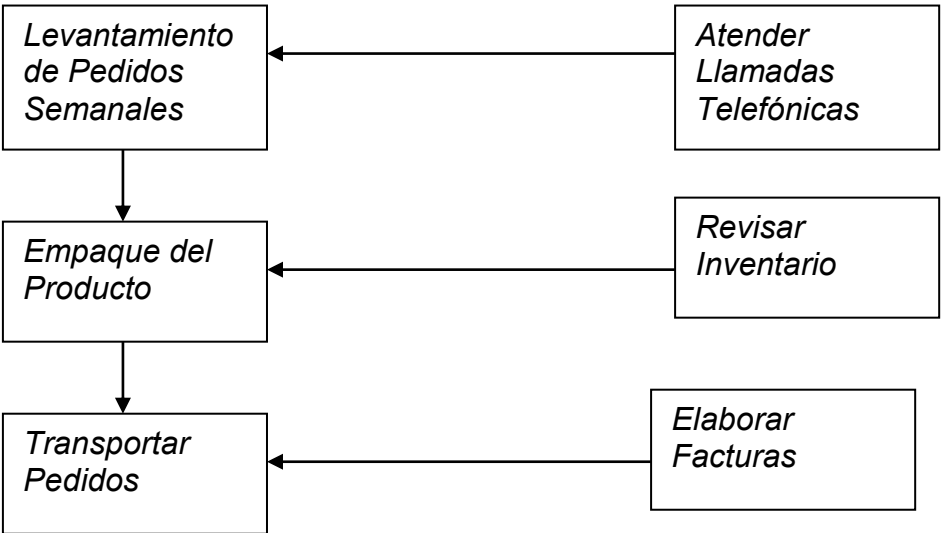 Levantamiento
de Pedidos
Semanales
Atender
Llamadas
Telefónicas
Empaque del
Producto
Revisar
Inventario
Transportar
Pedidos
Elaborar
Facturas